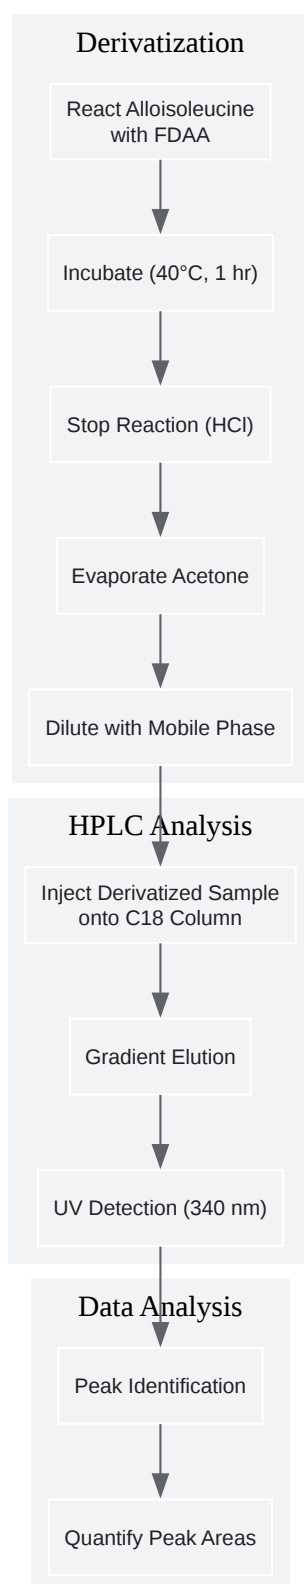 Derivatization
React Alloisoleucine
with FDAA
Incubate (40°C, 1 hr)
Stop Reaction (HCl)
Evaporate Acetone
Dilute with Mobile Phase
HPLC Analysis
Inject Derivatized Sample
onto C18 Column
Gradient Elution
UV Detection (340 nm)
Data Analysis
Peak Identification
Quantify Peak Areas